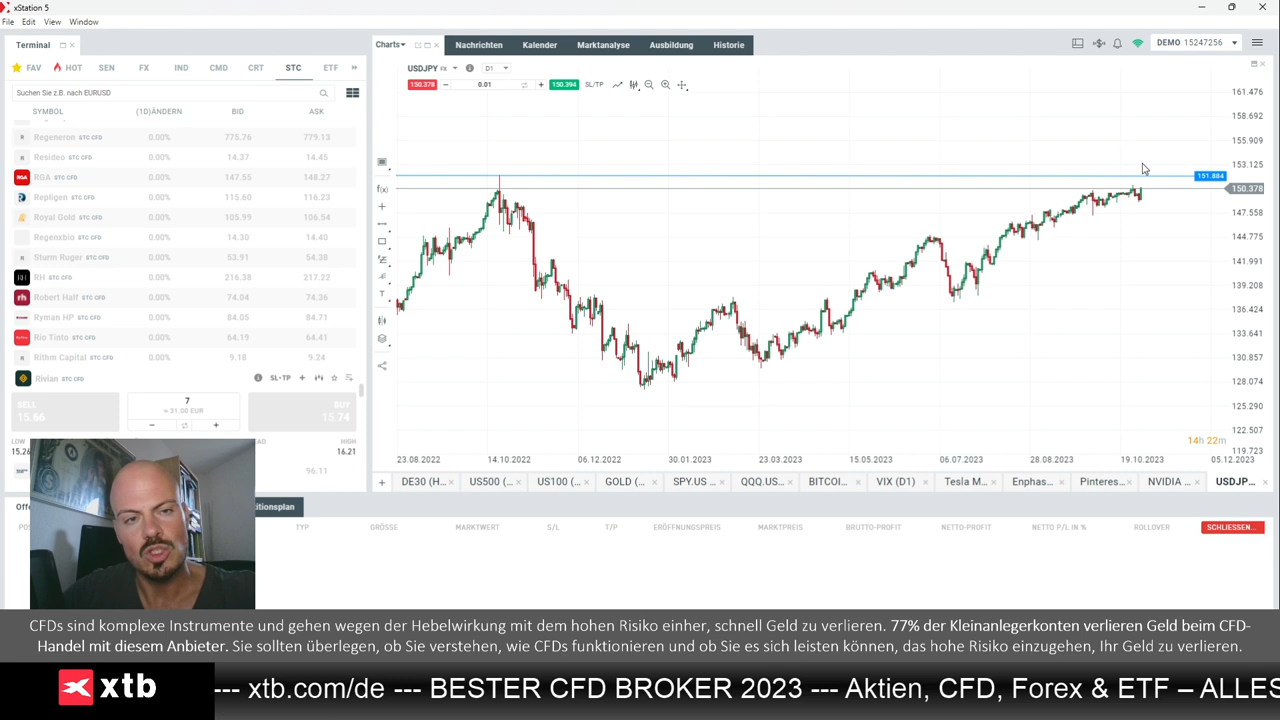 xStation 5
File Edit View Window
Terminal
Charts Nachrichten Kalender Marktanalyse Ausbildung Historie
DEMO 15247256
FAV HOT SEN FX IND CMD CRT STC ETF
Suchen Sie z.B. nach EURUSD
SYMBOL (1D)ÄNDERN BID ASK
Regeneron STC CFD 0.00% 775.76 779.13
Resideo STC CFD 0.00% 14.37 14.45
RGA STC CFD 0.00% 147.55 148.27
Repligen STC CFD 0.00% 115.60 116.23
Royal Gold STC CFD 0.00% 105.99 106.54
Regenxbio STC CFD 0.00% 14.30 14.40
Sturm Ruger STC CFD 0.00% 53.91 54.38
RH STC CFD 0.00% 216.38 217.22
Robert Half STC CFD 0.00% 74.04 74.36
Ryman HP STC CFD 0.00% 84.05 84.71
Rio Tinto STC CFD 0.00% 64.19 64.41
Rithm Capital STC CFD 0.00% 9.18 9.24
Rivian STC CFD SL+TP
SELL 7 BUY
15.66 ≈ 31.00 EUR 15.74
LOW HIGH
15.26 16.21
96.11
USDJPY FX D1
150.378 0.01 150.394 SL/TP
f(x)
T
161.476
158.692
155.909
153.125
151.884
150.378
147.558
144.775
141.991
139.208
136.424
133.641
130.857
128.074
125.290
122.507
119.723
14h 22m
23.08.2022 14.10.2022 06.12.2022 30.01.2023 23.03.2023 15.05.2023 06.07.2023 28.08.2023 19.10.2023 05.12.2023
DE30 (H... US500 (... US100 (... GOLD (... SPY.US ... QQQ.US... BITCOI... VIX (D1) Tesla M... Enphas... Pinteres... NVIDIA ... USDJP...
TYP GRÖSSE MARKTWERT S/L T/P ERÖFFNUNGSPREIS MARKTPREIS BRUTTO-PROFIT NETTO-PROFIT NETTO P/L IN % ROLLOVER SCHLIESSEN...
CFDs sind komplexe Instrumente und gehen wegen der Hebelwirkung mit dem hohen Risiko einher, schnell Geld zu verlieren. 77% der Kleinanlegerkonten verlieren Geld beim CFD-
Handel mit diesem Anbieter. Sie sollten überlegen, ob Sie verstehen, wie CFDs funktionieren und ob Sie es sich leisten können, das hohe Risiko einzugehen, Ihr Geld zu verlieren.
xtb --- xtb.com/de --- BESTER CFD BROKER 2023 --- Aktien, CFD, Forex & ETF – ALLES